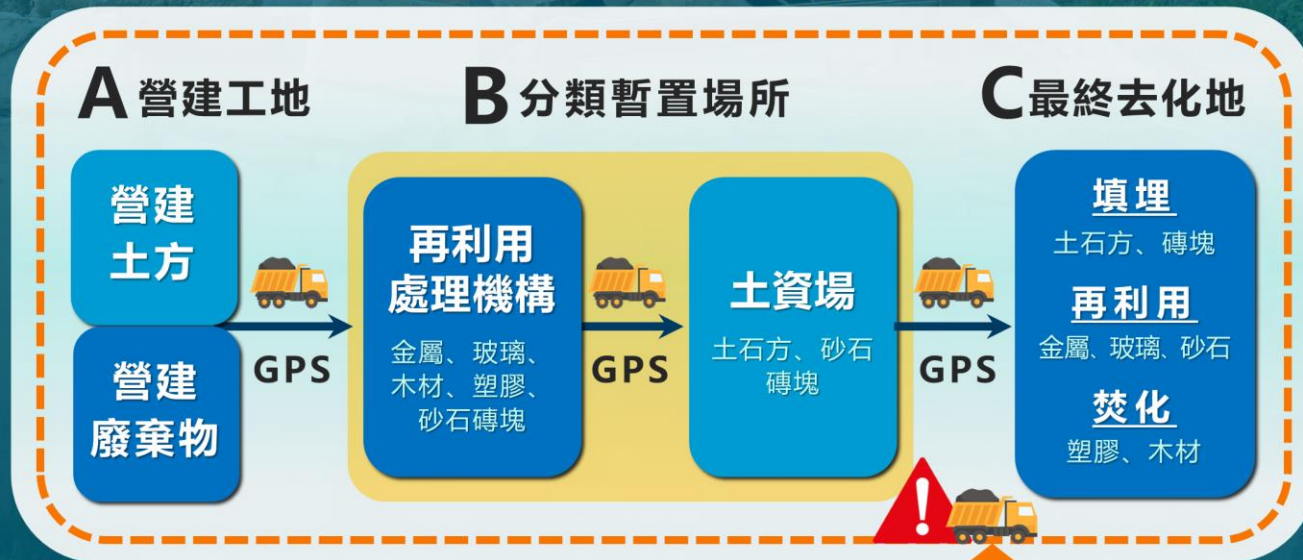 A 營建工地
B 分類暫置場所
C 最終去化地
營建
土方
營建
廢棄物
GPS
再利用
處理機構
金屬、玻璃、
木材、塑膠、
砂石磚塊
GPS
土資場
土石方、砂石
磚塊
GPS
填埋
土石方、磚塊
再利用
金屬、玻璃、砂石
焚化
塑膠、木材
!